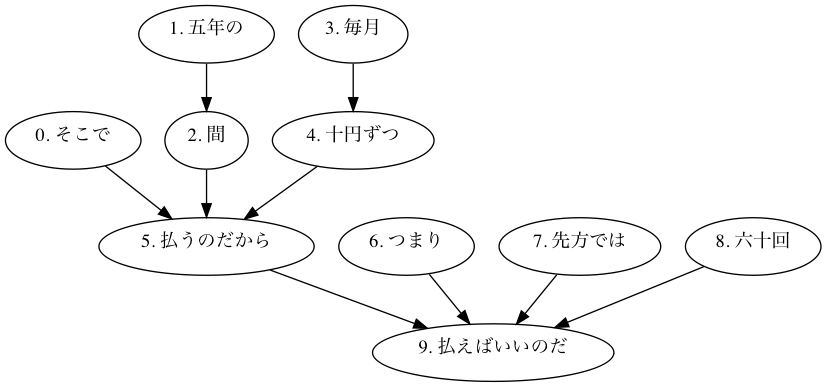 1. 五年の
3. 毎月
0. そこで
2. 間
4. 十円ずつ
5. 払うのだから
6. つまり
7. 先方では
8. 六十回
9. 払えばいいのだ